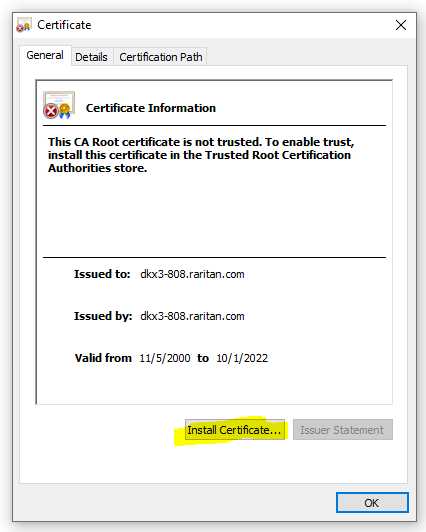 Certificate
General Details Certification Path
Certificate Information
This CA Root certificate is not trusted. To enable trust,
install this certificate in the Trusted Root Certification
Authorities store.
Issued to: dkx3-808.raritan.com
Issued by: dkx3-808.raritan.com
Valid from 11/5/2000 to 10/1/2022
Install Certificate... Issuer Statement
OK